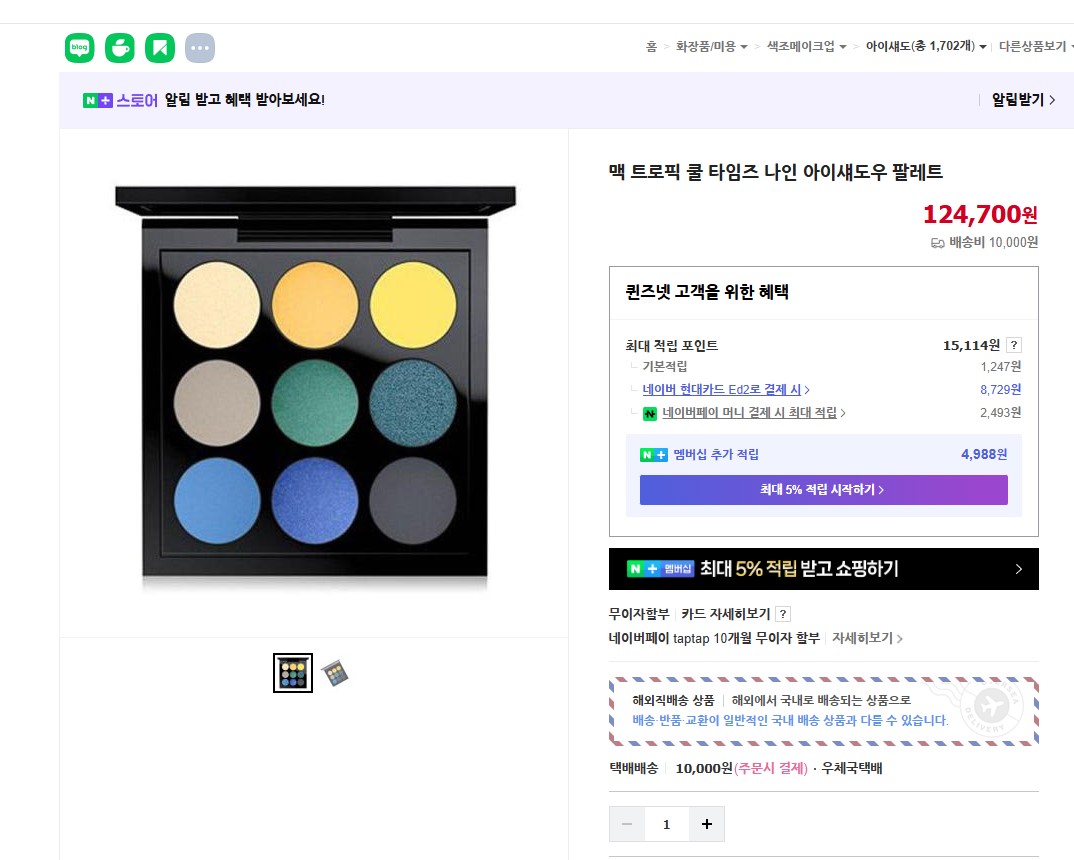 blog
홈 > 화장품/미용 > 색조메이크업 > 아이섀도(총 1,702개) 다른상품보기
N+ 스토어 알림 받고 혜택 받아보세요! 알림받기 >
맥 트로픽 쿨 타임즈 나인 아이섀도우 팔레트
124,700원
배송비 10,000원
퀸즈넷 고객을 위한 혜택
최대 적립 포인트 15,114원 ?
기본적립 1,247원
네이버 현대카드 Ed2로 결제 시 > 8,729원
네이버페이 머니 결제 시 최대 적립 > 2,493원
N+ 멤버십 추가 적립 4,988원
최대 5% 적립 시작하기 >
N+ 멤버십 최대 5% 적립 받고 쇼핑하기 >
무이자할부 카드 자세히보기 ?
네이버페이 taptap 10개월 무이자 할부 자세히보기 >
해외직배송 상품 해외에서 국내로 배송되는 상품으로
배송·반품·교환이 일반적인 국내 배송 상품과 다를 수 있습니다.
DELIVERY
택배배송 10,000원(주문시 결제) · 우체국택배
− 1 +